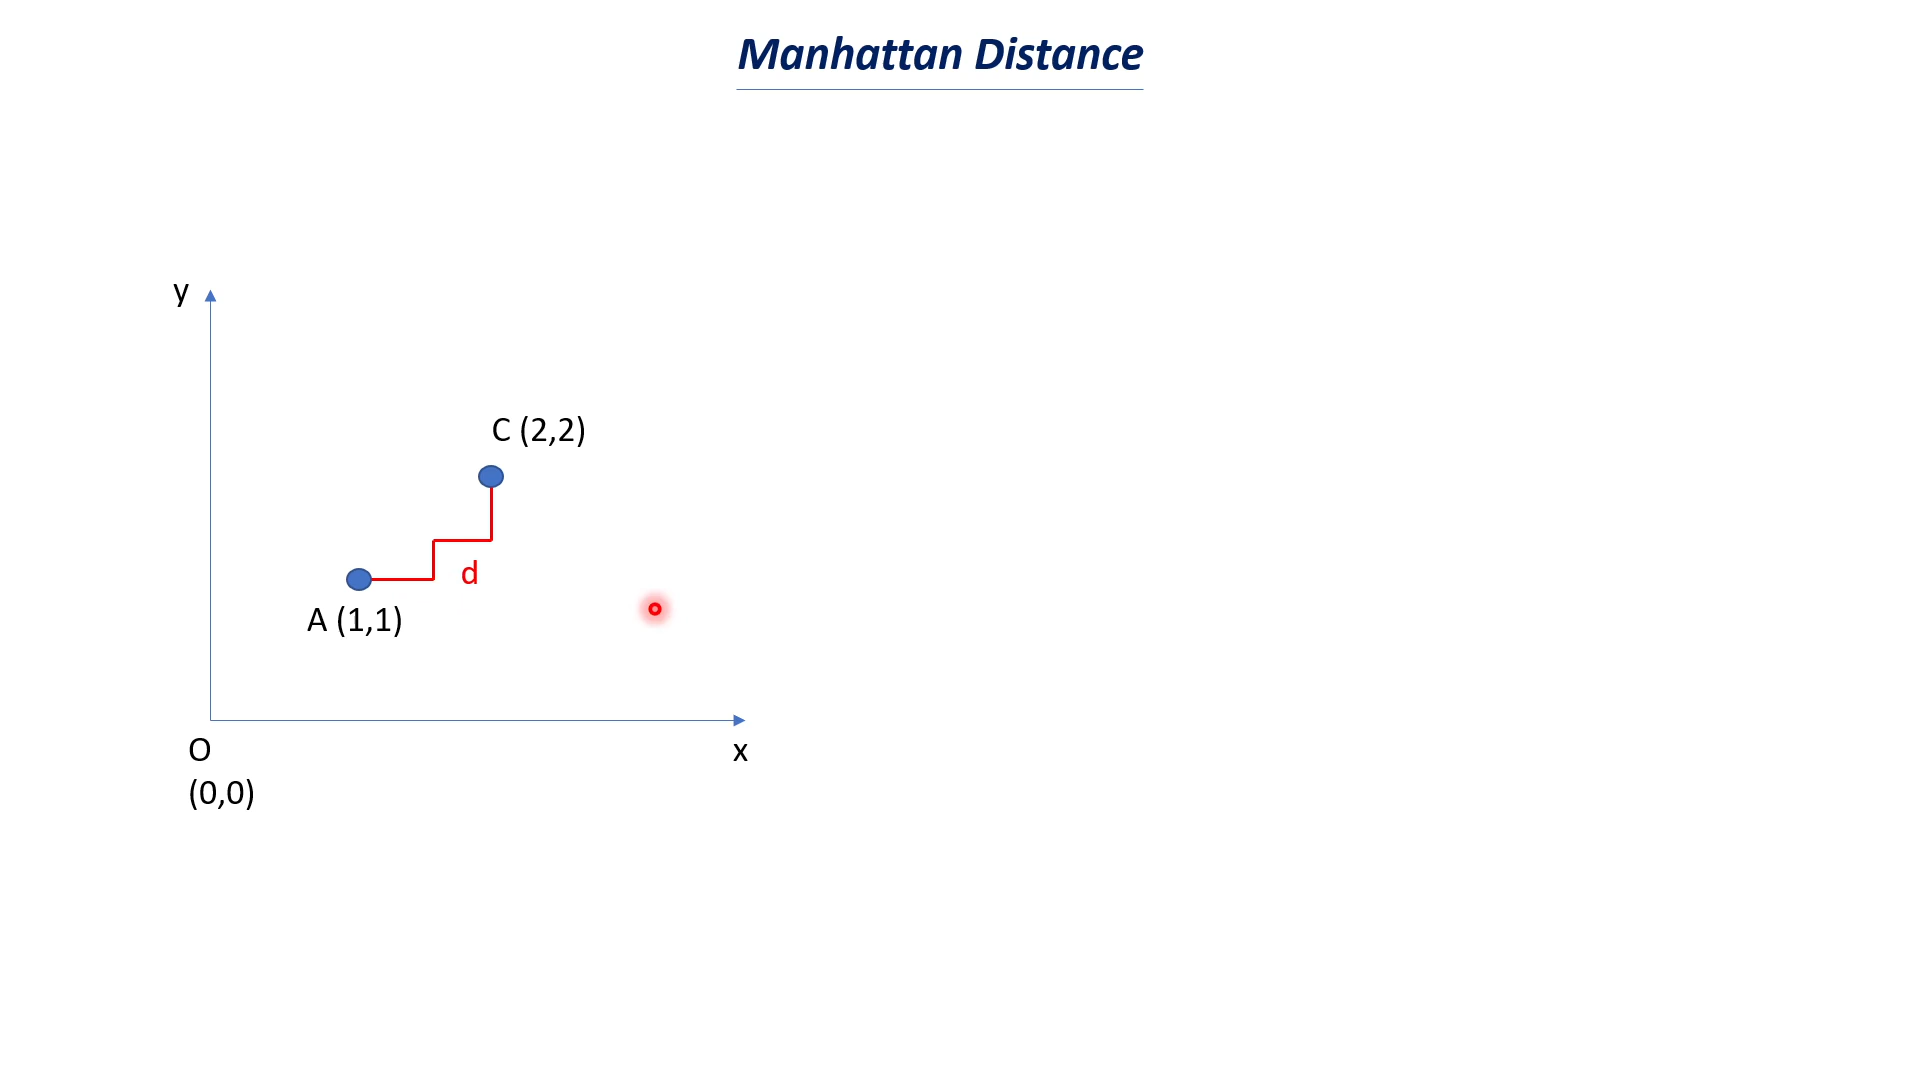 Manhattan Distance
y
C (2,2)
d
A (1,1)
O
x
(0,0)